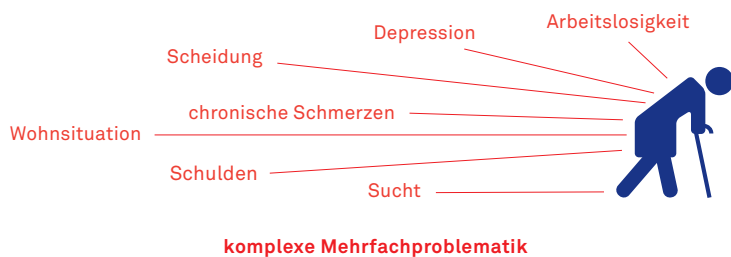 Arbeitslosigkeit
Depression
Scheidung
chronische Schmerzen
Wohnsituation
Schulden
Sucht
komplexe Mehrfachproblematik